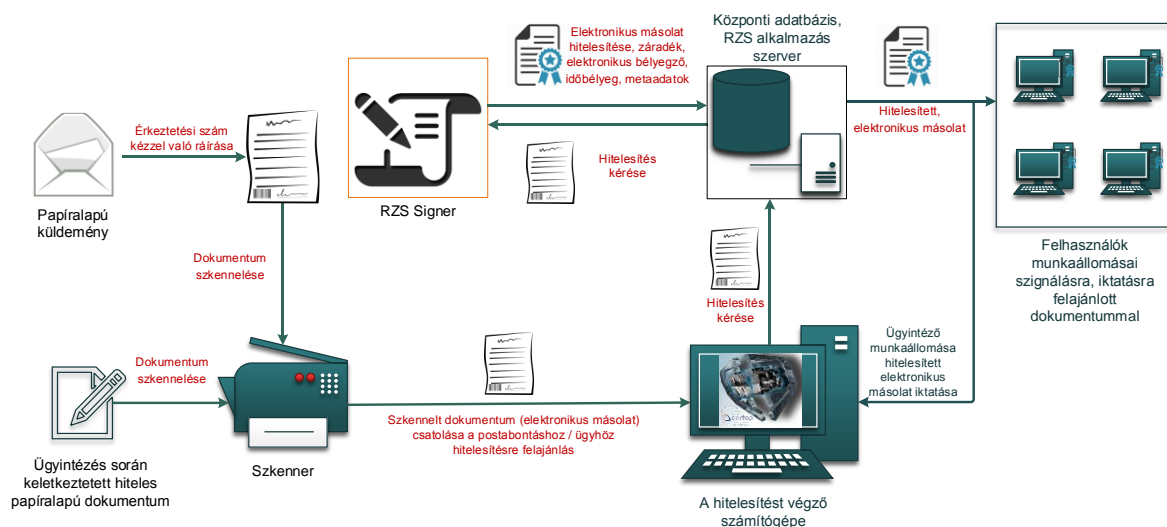 Elektronikus másolat
hitelesítése, záradék,
elektronikus bélyegző,
időbélyeg, metaadatok
Központi adatbázis,
RZS alkalmazás
szerver
Érkeztetési szám
kézzel való ráírása
Hitelesítés
kérése
Hitelesített,
elektronikus másolat
Papíralapú
küldemény
RZS Signer
Dokumentum
szkennelése
Hitelesítés
kérése
Felhasználók
munkaállomásai
szignálásra, iktatásra
felajánlott
dokumentummal
Dokumentum
szkennelése
Ügyintéző
munkaállomása
hitelesített
elektronikus
másolat iktatása
Szkennelt dokumentum (elektronikus másolat)
csatolása a postabontáshoz / ügyhöz
hitelesítésre felajánlás
Szkenner
Ügyintézés során
keletkeztetett hiteles
papíralapú dokumentum
A hitelesítést végző
számítógépe